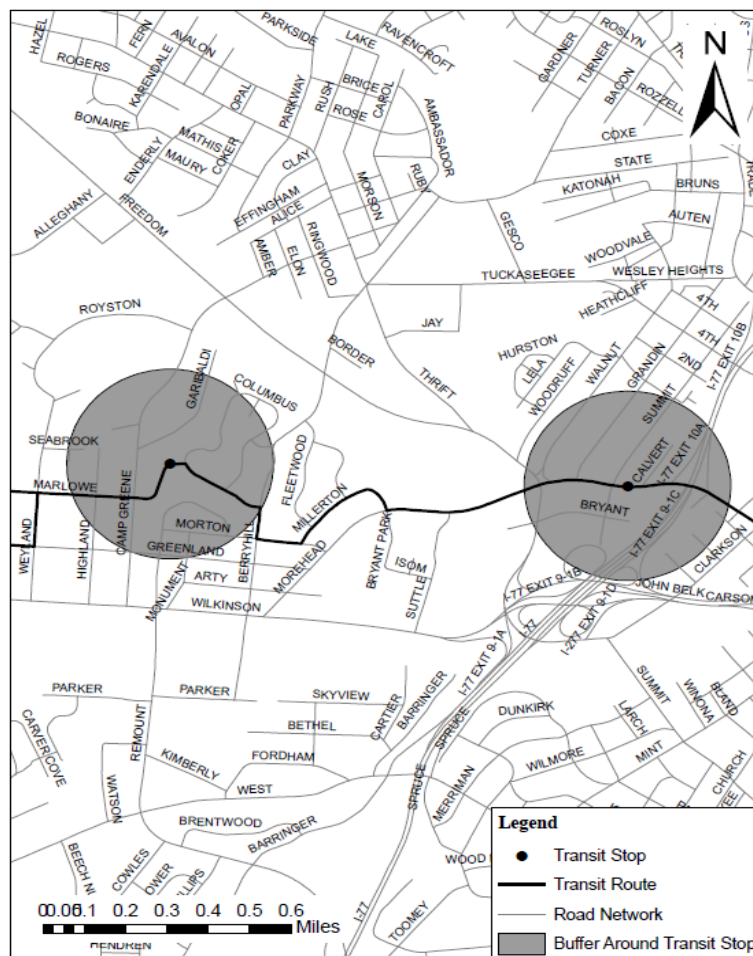 HAZEL
FERN
AVALON
PARKSIDE
LAKE
RAVENCROFT
ROSLYN
GARDNER
TURNER
N
ROGERS
KARENDALE
OPAL
PARKWAY
RUSH
BRICE
ROSE
CAROL
AMBASSADOR
BACON
ROZZELL
BONAIRE
MATHIS
COKER
ENDERLY
MAURY
CLAY
COXE
STATE
KATONAH
BRUNS
ALLEGHANY
FREEDOM
EFFINGHAM
ALICE
MORSON
RUBY
GESCO
AUTEN
AMBER
ELON
RINGWOOD
WOODVALE
TUCKASEEGEE
WESLEY HEIGHTS
ROYSTON
JAY
HEATHCLIFF
4TH
4TH
I-77 EXIT 10B
BORDER
HURSTON
LELA
WOODRUFF
WALNUT
GRANDIN
2ND
GARIBALDI
COLUMBUS
THRIFT
SUMMIT
SEABROOK
CALVERT
I-77 EXIT 10A
MARLOWE
FLEETWOOD
MILLERTON
I-77 EXIT 9-1C
WEYLAND
HIGHLAND
CAMP GREENE
MORTON
GREENLAND
BERRYHILL
MOREHEAD
BRYANT PARK
BRYANT
CLARKSON
ARTY
MONUMENT
WILKINSON
ISOM
SUTTLE
I-77 EXIT 9-1B
JOHN BELK
CARSON
I-77
I-277 EXIT 9-1D
I-77 EXIT 9-1A
PARKER
PARKER
SKYVIEW
CARTIER
BARRINGER
SUMMIT
WINONA
BLAND
CARVER COVE
REMOUNT
BETHEL
DUNKIRK
LARCH
SPRUCE
MINT
CHURCH
KIMBERLY
FORDHAM
WILMORE
WATSON
WEST
SPRUCE
MERRIMAN
BRENTWOOD
BARRINGER
COWLES
TOOMEY
I-77
HENDREN
0 0.05 0.1 0.2 0.3 0.4 0.5 0.6
Miles
Legend
Transit Stop
Transit Route
Road Network
Buffer Around Transit Stop